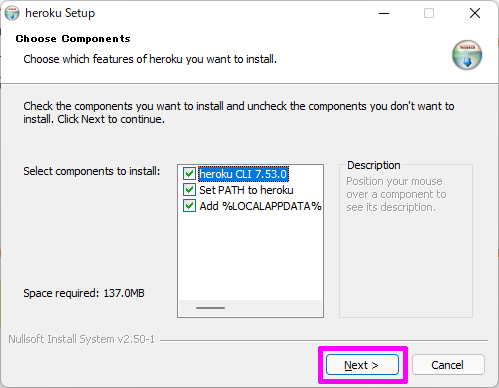 heroku Setup
Choose Components
Choose which features of heroku you want to install.
Check the components you want to install and uncheck the components you don't want to
install. Click Next to continue.
Select components to install:
heroku CLI 7.53.0
Set PATH to heroku
Add %LOCALAPPDATA%
Description
Position your mouse
over a component to
see its description.
Space required: 137.0MB
Nullsoft Install System v2.50-1
Next >
Cancel